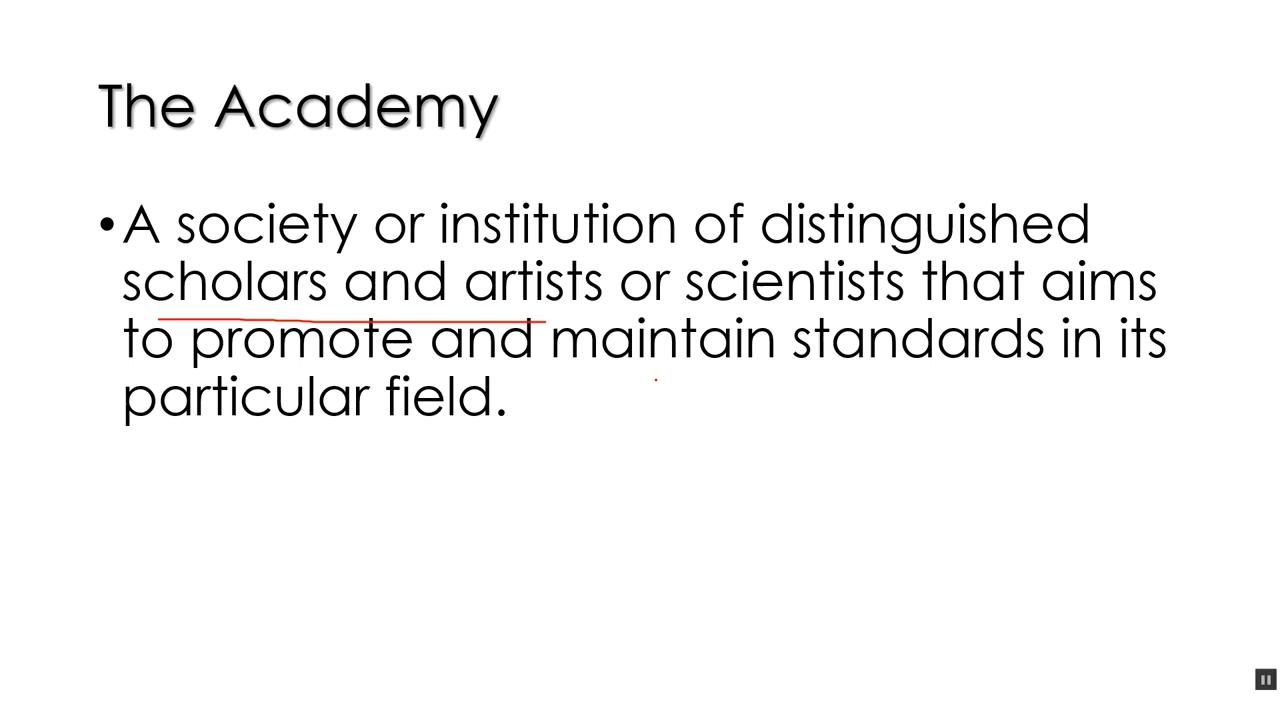 The Academy
•A society or institution of distinguished
scholars and artists or scientists that aims
to promote and maintain standards in its
particular field.